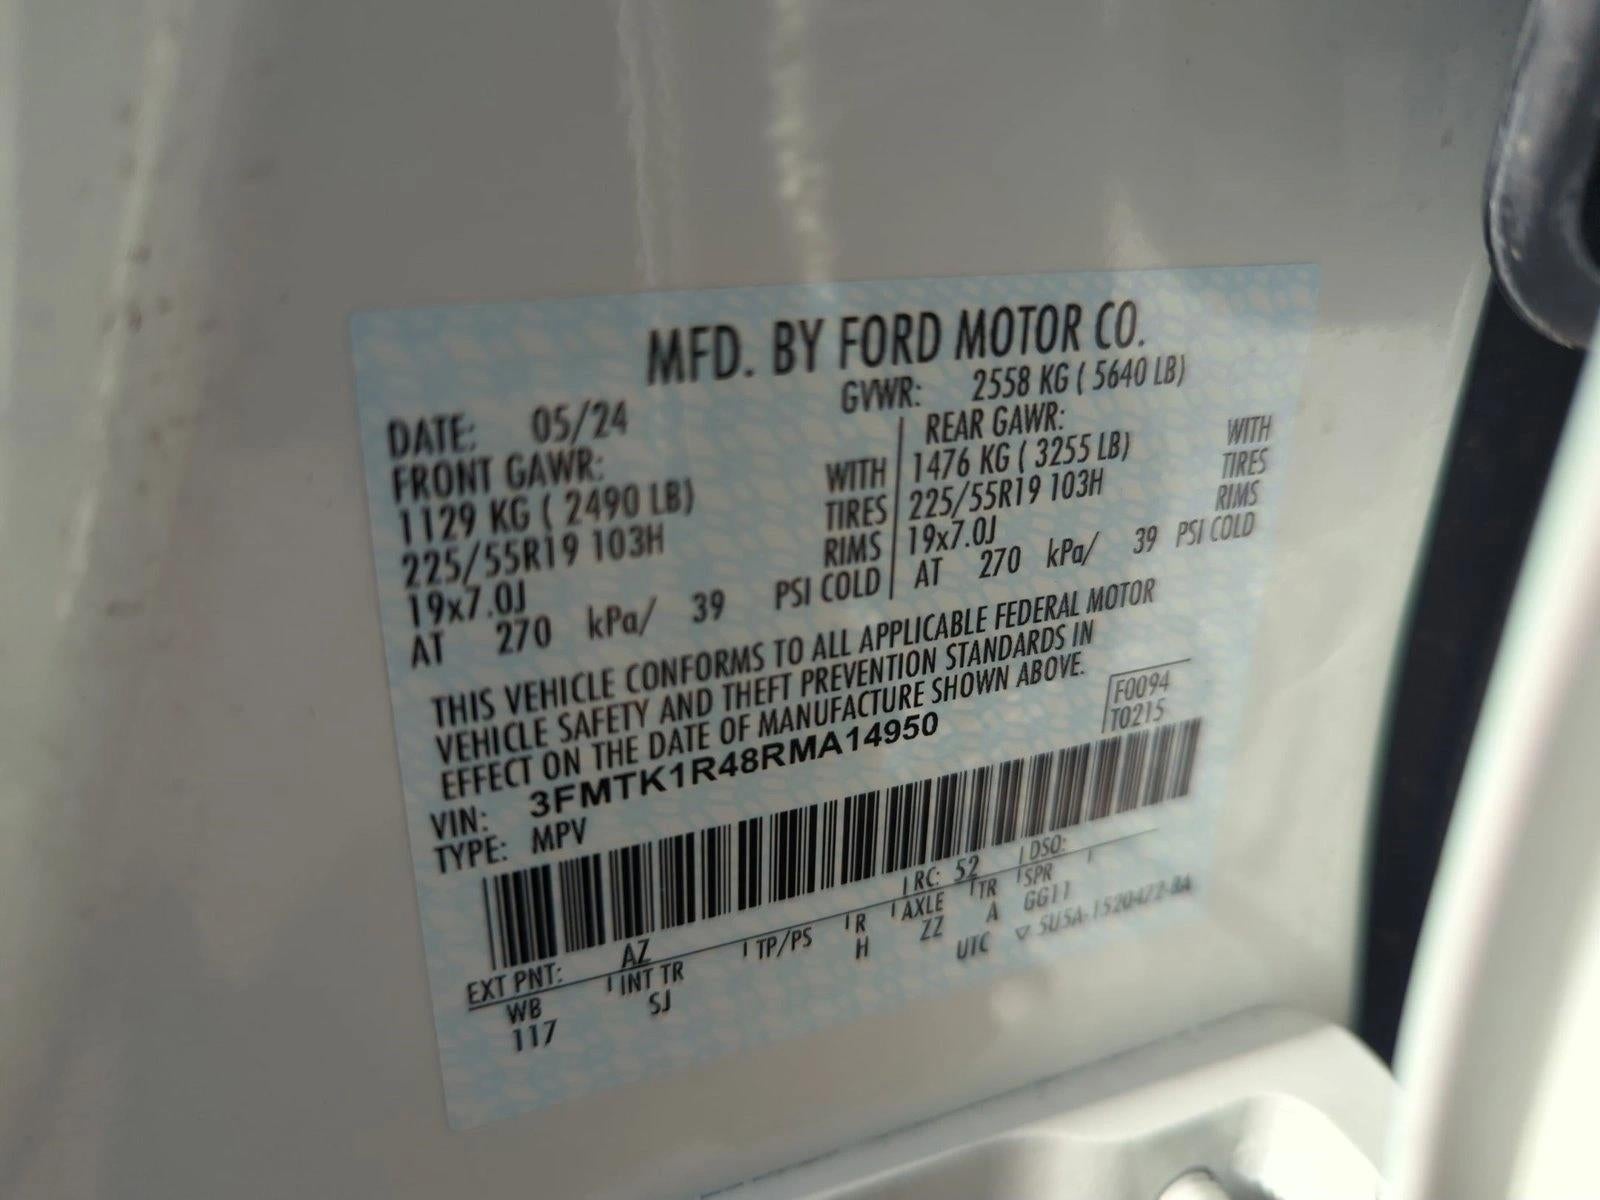 MFD. BY FORD MOTOR CO.
DATE: 05/24 GVWR: 2558 KG ( 5640 LB)
FRONT GAWR: REAR GAWR:
1129 KG ( 2490 LB) WITH 1476 KG ( 3255 LB) WITH
225/55R19 103H TIRES 225/55R19 103H TIRES
19x7.0J RIMS 19x7.0J RIMS
AT 270 kPa/ 39 PSI COLD AT 270 kPa/ 39 PSI COLD
THIS VEHICLE CONFORMS TO ALL APPLICABLE FEDERAL MOTOR
VEHICLE SAFETY AND THEFT PREVENTION STANDARDS IN
EFFECT ON THE DATE OF MANUFACTURE SHOWN ABOVE.
F0094
T0215
VIN: 3FMTK1R48RMA14950
TYPE: MPV
EXT PNT: AZ RC: 52 DSO:
WB INT TR TP/PS R AXLE TR SPR
117 SJ H ZZ A GG11
UTC ▽ 5U5A-1520472-BA